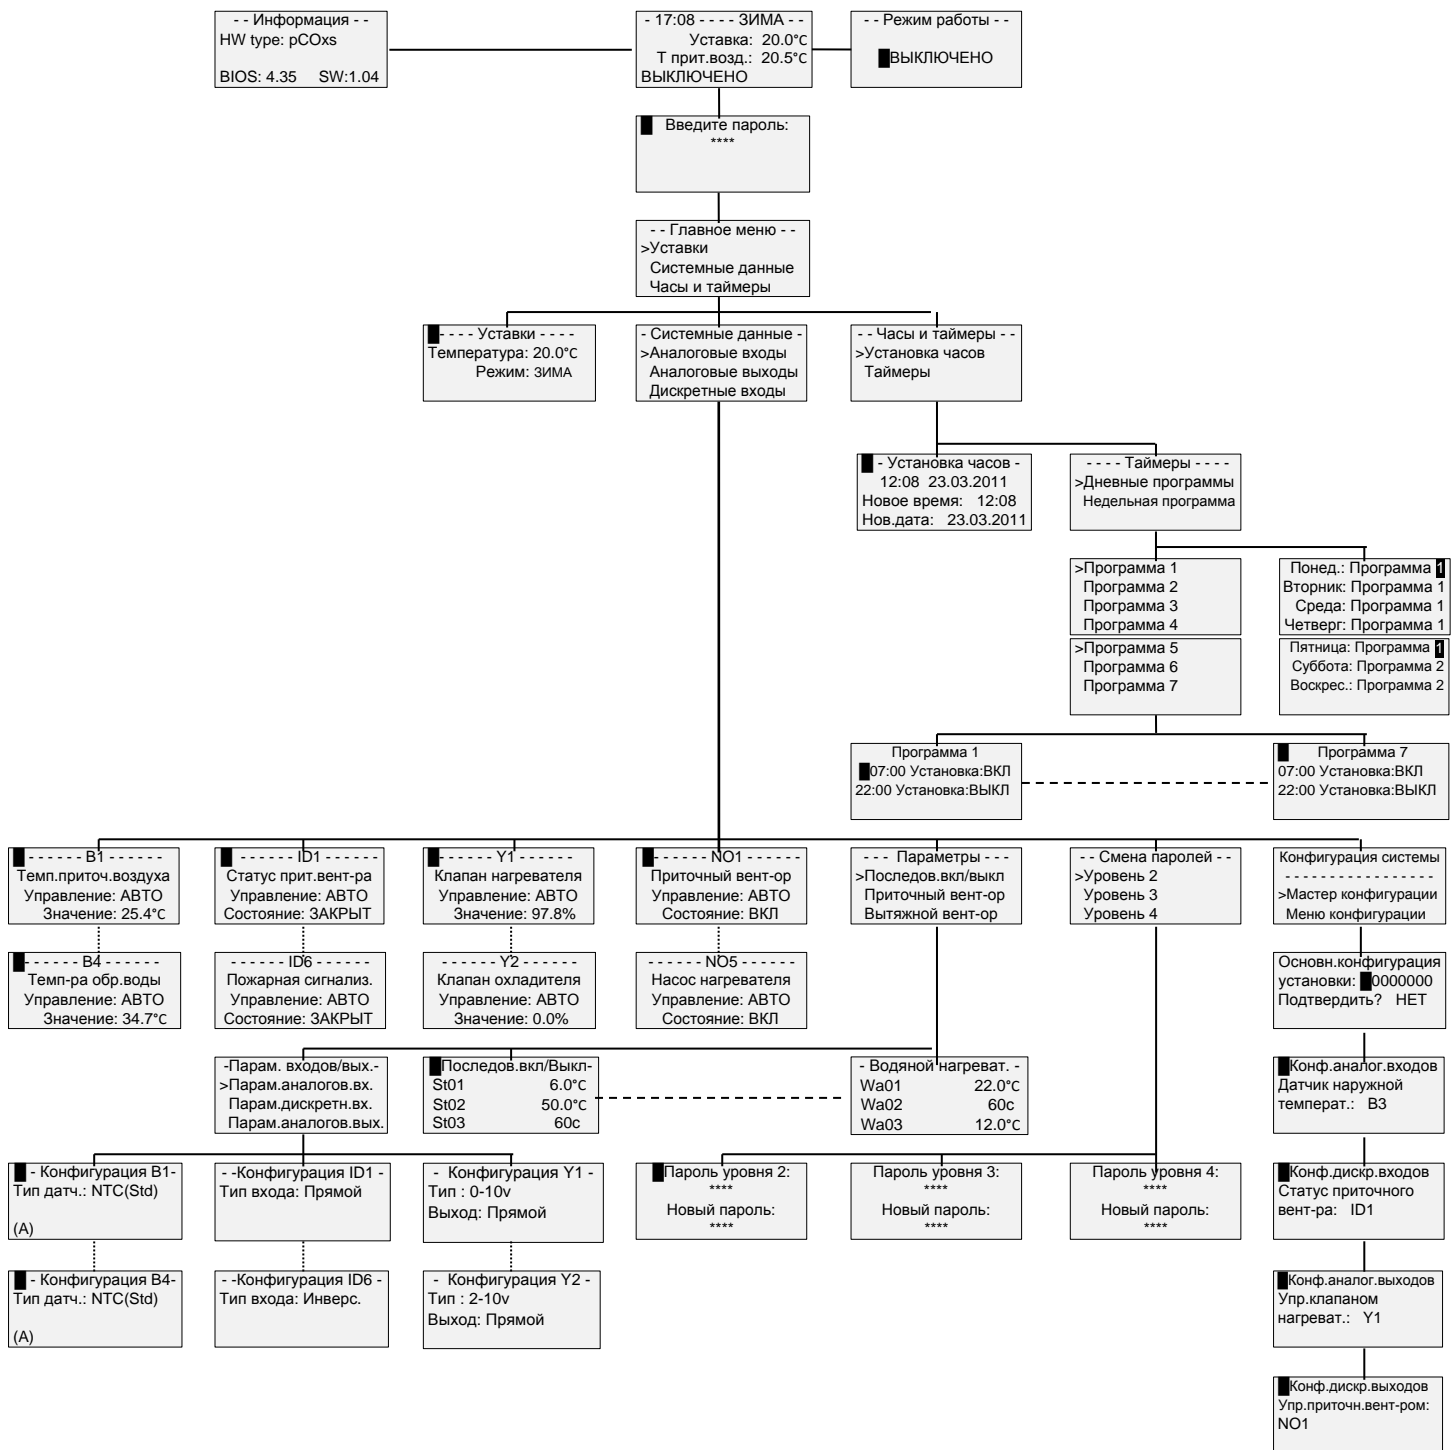 - - Информация - -
HW type: pCOxs
BIOS: 4.35 SW:1.04
- 17:08 - - - - ЗИМА - -
Уставка: 20.0°C
Т прит.возд.: 20.5°C
ВЫКЛЮЧЕНО
- - Режим работы - -
ВЫКЛЮЧЕНО
Введите пароль:
****
- - Главное меню - -
>Уставки
Системные данные
Часы и таймеры
- - - - Уставки - - - -
Температура: 20.0°C
Режим: ЗИМА
- Системные данные -
>Аналоговые входы
Аналоговые выходы
Дискретные входы
- - Часы и таймеры - -
>Установка часов
Таймеры
- Установка часов -
12:08 23.03.2011
Новое время: 12:08
Нов.дата: 23.03.2011
- - - - Таймеры - - - -
>Дневные программы
Недельная программа
>Программа 1
Программа 2
Программа 3
Программа 4
Понед.: Программа 1
Вторник: Программа 1
Среда: Программа 1
Четверг: Программа 1
>Программа 5
Программа 6
Программа 7
Пятница: Программа 1
Суббота: Программа 2
Воскрес.: Программа 2
Программа 1
07:00 Установка:ВКЛ
22:00 Установка:ВЫКЛ
Программа 7
07:00 Установка:ВКЛ
22:00 Установка:ВЫКЛ
- - - - - - B1 - - - - - -
Темп.приточ.воздуха
Управление: АВТО
Значение: 25.4°C
- - - - - - ID1 - - - - - -
Статус прит.вент-ра
Управление: АВТО
Состояние: ЗАКРЫТ
- - - - - - Y1 - - - - - -
Клапан нагревателя
Управление: АВТО
Значение: 97.8%
- - - - - - NO1 - - - - - -
Приточный вент-ор
Управление: АВТО
Состояние: ВКЛ
- - - Параметры - - -
>Последов.вкл/выкл
Приточный вент-ор
Вытяжной вент-ор
- - Смена паролей - -
>Уровень 2
Уровень 3
Уровень 4
Конфигурация системы
- - - - - - - - - - - - - - - -
>Мастер конфигурации
Меню конфигурации
- - - - - - B4 - - - - - -
Темп-ра обр.воды
Управление: АВТО
Значение: 34.7°C
- - - - - - ID6 - - - - - -
Пожарная сигнализ.
Управление: АВТО
Состояние: ЗАКРЫТ
- - - - - - Y2 - - - - - -
Клапан охладителя
Управление: АВТО
Значение: 0.0%
- - - - - - NO5 - - - - - -
Насос нагревателя
Управление: АВТО
Состояние: ВКЛ
Основн.конфигурация
установки: 0000000
Подтвердить? НЕТ
-Парам. входов/вых.-
>Парам.аналогов.вх.
Парам.дискретн.вх.
Парам.аналогов.вых.
Последов.вкл/Выкл-
St01 6.0°C
St02 50.0°C
St03 60c
- Водяной нагреват. -
Wa01 22.0°C
Wa02 60c
Wa03 12.0°C
Конф.аналог.входов
Датчик наружной
температ.: B3
- Конфигурация B1-
Тип датч.: NTC(Std)
(A)
- -Конфигурация ID1 -
Тип входа: Прямой
- Конфигурация Y1 -
Тип : 0-10v
Выход: Прямой
Пароль уровня 2:
****
Новый пароль:
****
Пароль уровня 3:
****
Новый пароль:
****
Пароль уровня 4:
****
Новый пароль:
****
Конф.дискр.входов
Статус приточного
вент-ра: ID1
- Конфигурация B4-
Тип датч.: NTC(Std)
(A)
- -Конфигурация ID6 -
Тип входа: Инверс.
- Конфигурация Y2 -
Тип : 2-10v
Выход: Прямой
Конф.аналог.выходов
Упр.клапаном
нагреват.: Y1
Конф.дискр.выходов
Упр.приточн.вент-ром:
NO1